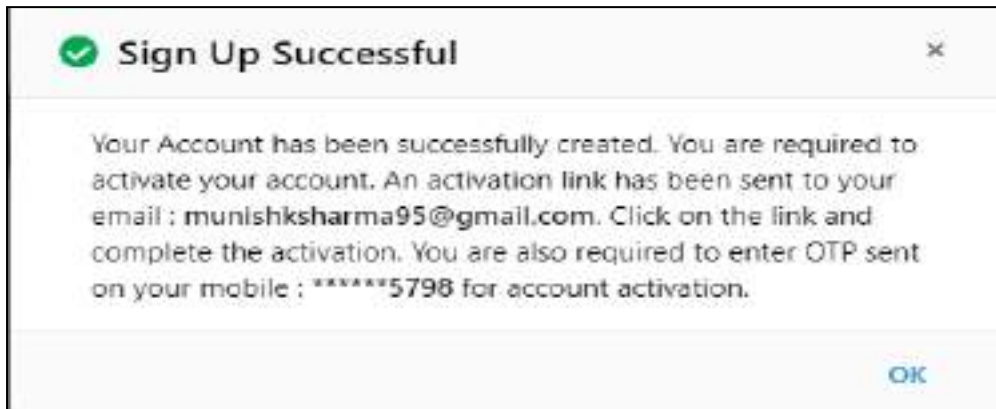 Sign Up Successful
Your Account has been successfully created. You are required to
activate your account. An activation link has been sent to your
email : munishksharma95@gmail.com. Click on the link and
complete the activation. You are also required to enter OTP sent
on your mobile : ******5798 for account activation.
OK